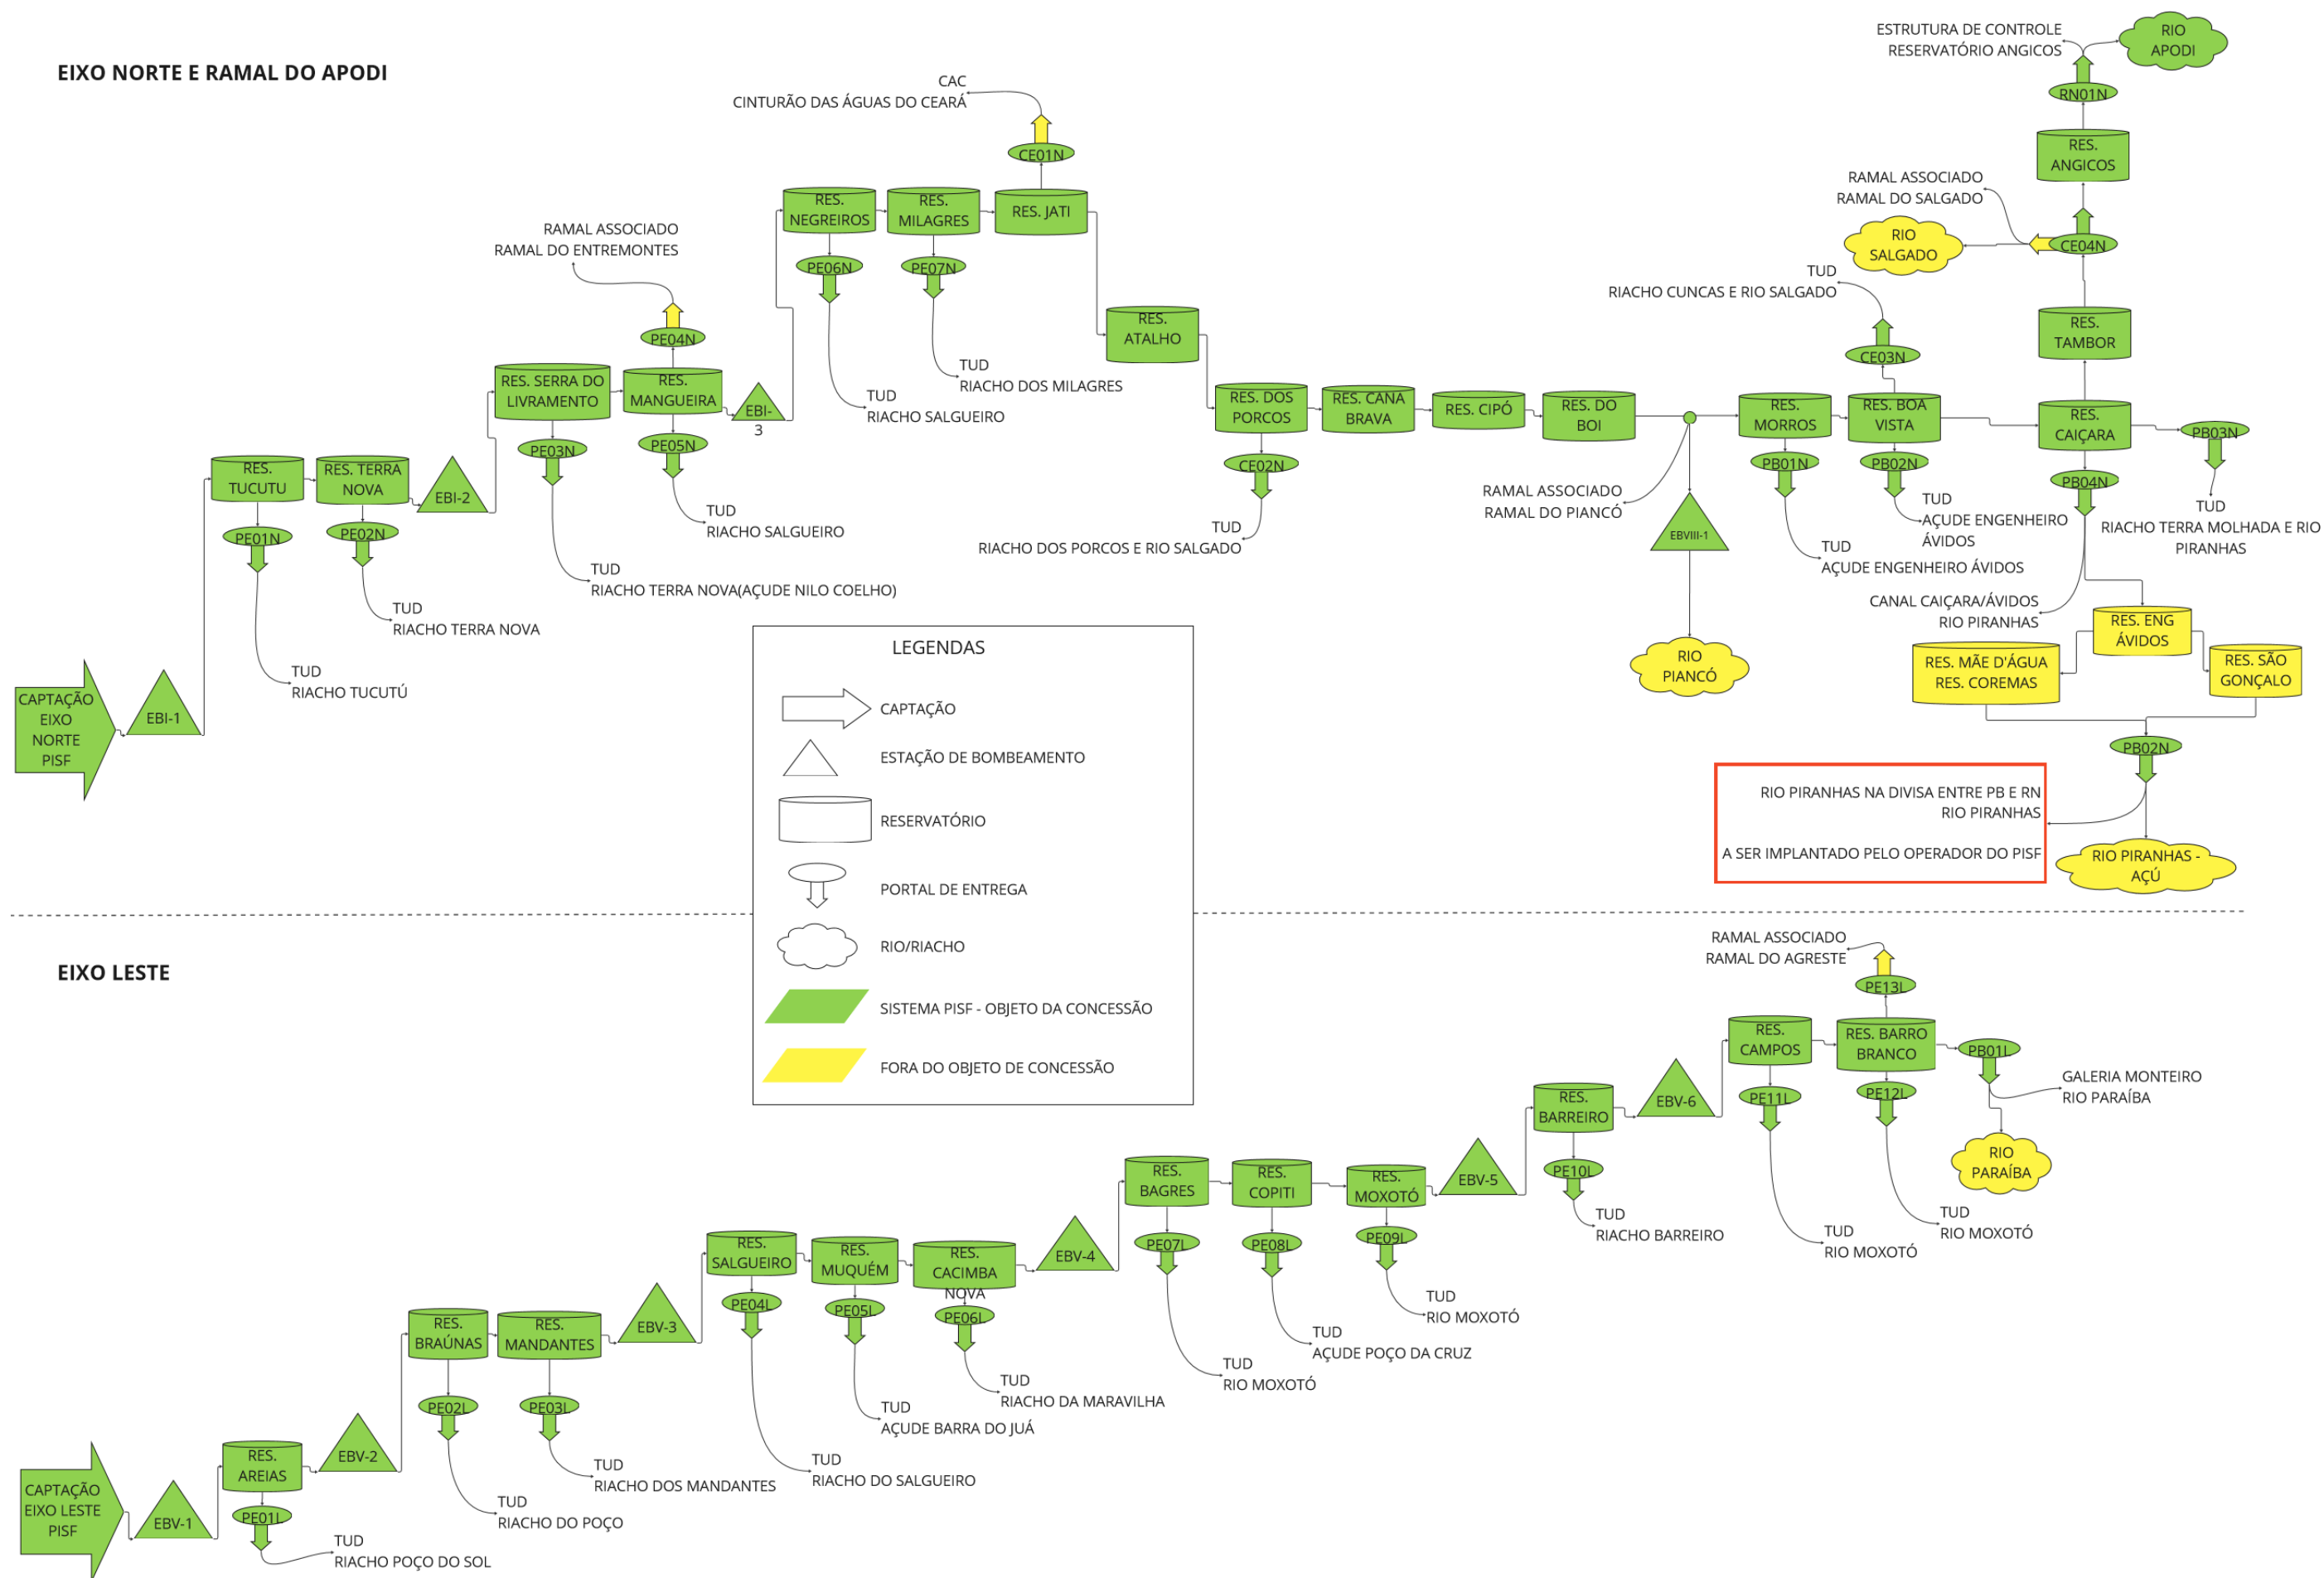 EIXO NORTE E RAMAL DO APODI
ESTRUTURA DE CONTROLE
RESERVATÓRIO ANGICOS
RIO
APODI
RN01N
RES.
ANGICOS
CAC
CINTURÃO DAS ÁGUAS DO CEARÁ
CE01N
RAMAL ASSOCIADO
RAMAL DO SALGADO
RIO
SALGADO
CE04N
RES.
NEGREIROS
RES.
MILAGRES
RES. JATI
RAMAL ASSOCIADO
RAMAL DO ENTREMONTES
PE04N
PE06N
PE07N
TUD
RIACHO CUNCAS E RIO SALGADO
CE03N
RES.
TAMBOR
RES.
ATALHO
TUD
RIACHO DOS MILAGRES
TUD
RIACHO SALGUEIRO
RES. SERRA DO
LIVRAMENTO
RES.
MANGUEIRA
EBI-
3
RES. DOS
PORCOS
RES. CANA
BRAVA
RES. CIPÓ
RES. DO
BOI
RES.
MORROS
RES. BOA
VISTA
RES.
CAIÇARA
PB03N
PE03N
PE05N
CE02N
PB01N
PB02N
PB04N
RES.
TUCUTU
RES. TERRA
NOVA
EBI-2
RAMAL ASSOCIADO
RAMAL DO PIANCÓ
EBVIII-1
TUD
AÇUDE ENGENHEIRO
ÁVIDOS
TUD
RIACHO TERRA MOLHADA E RIO
PIRANHAS
PE01N
PE02N
TUD
RIACHO SALGUEIRO
TUD
RIACHO DOS PORCOS E RIO SALGADO
TUD
AÇUDE ENGENHEIRO ÁVIDOS
TUD
RIACHO TERRA NOVA(AÇUDE NILO COELHO)
TUD
RIACHO TERRA NOVA
CANAL CAIÇARA/ÁVIDOS
RIO PIRANHAS
RES. ENG
ÁVIDOS
RIO
PIANCÓ
RES. MÃE D'ÁGUA
RES. COREMAS
RES. SÃO
GONÇALO
TUD
RIACHO TUCUTÚ
CAPTAÇÃO
EIXO
NORTE
PISF
EBI-1
PB02N
RIO PIRANHAS NA DIVISA ENTRE PB E RN
RIO PIRANHAS
A SER IMPLANTADO PELO OPERADOR DO PISF
RIO PIRANHAS -
AÇÚ
LEGENDAS
CAPTAÇÃO
ESTAÇÃO DE BOMBEAMENTO
RESERVATÓRIO
PORTAL DE ENTREGA
RIO/RIACHO
SISTEMA PISF - OBJETO DA CONCESSÃO
FORA DO OBJETO DE CONCESSÃO
EIXO LESTE
RAMAL ASSOCIADO
RAMAL DO AGRESTE
PE13L
RES.
CAMPOS
RES. BARRO
BRANCO
PB01L
PE11L
PE12L
GALERIA MONTEIRO
RIO PARAÍBA
RIO
PARAÍBA
RES.
BARREIRO
EBV-6
PE10L
RES.
BAGRES
RES.
COPITI
RES.
MOXOTÓ
EBV-5
TUD
RIACHO BARREIRO
TUD
RIO MOXOTÓ
TUD
RIO MOXOTÓ
PE07L
PE08L
PE09L
RES.
SALGUEIRO
RES.
MUQUÉM
RES.
CACIMBA
NOVA
EBV-4
PE04L
PE05L
PE06L
TUD
RIO MOXOTÓ
TUD
AÇUDE POÇO DA CRUZ
TUD
RIO MOXOTÓ
RES.
BRAÚNAS
RES.
MANDANTES
EBV-3
TUD
RIACHO DA MARAVILHA
TUD
AÇUDE BARRA DO JUÁ
PE02L
PE03L
TUD
RIACHO DO SALGUEIRO
TUD
RIACHO DOS MANDANTES
RES.
AREIAS
EBV-2
TUD
RIACHO DO POÇO
CAPTAÇÃO
EIXO LESTE
PISF
EBV-1
PE01L
TUD
RIACHO POÇO DO SOL